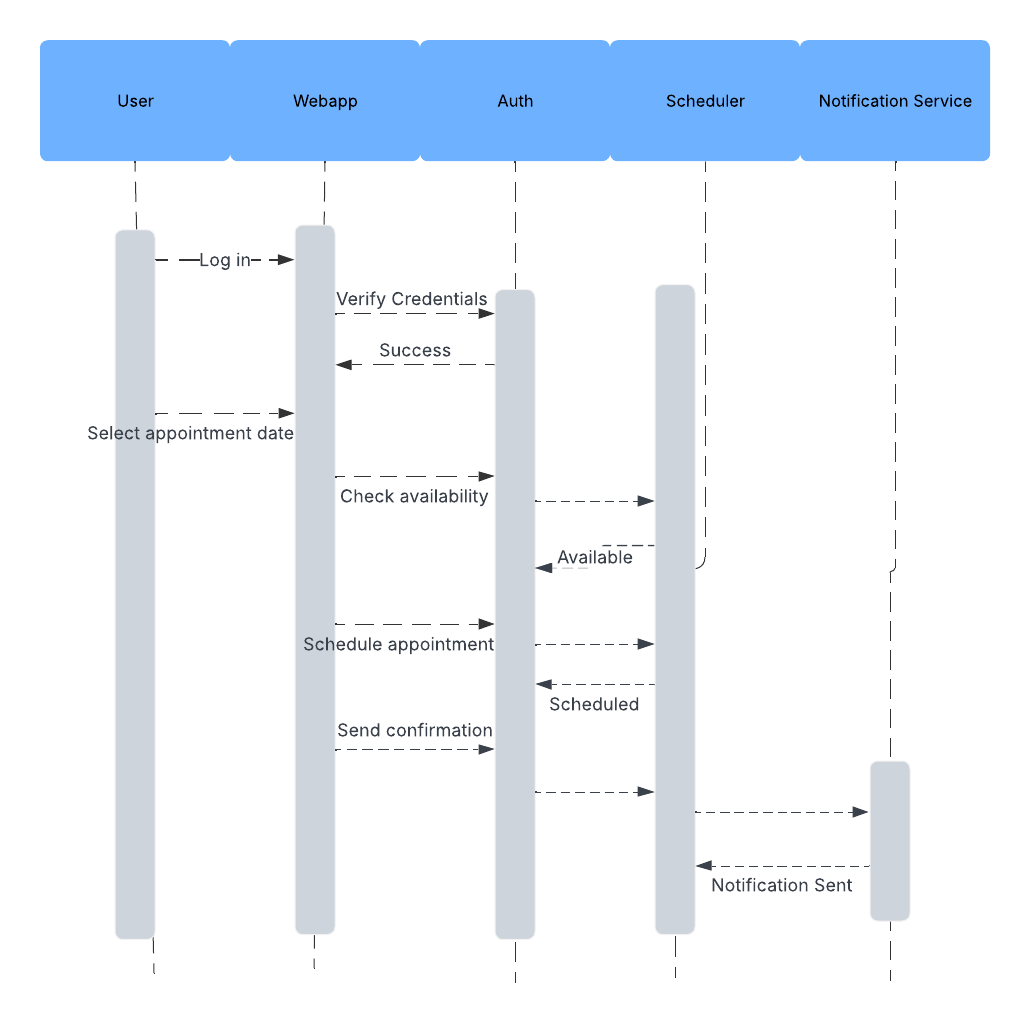 User
Webapp
Auth
Scheduler
Notification Service
Log in
Verify Credentials
Success
Select appointment date
Check availability
Available
Schedule appointment
Scheduled
Send confirmation
Notification Sent